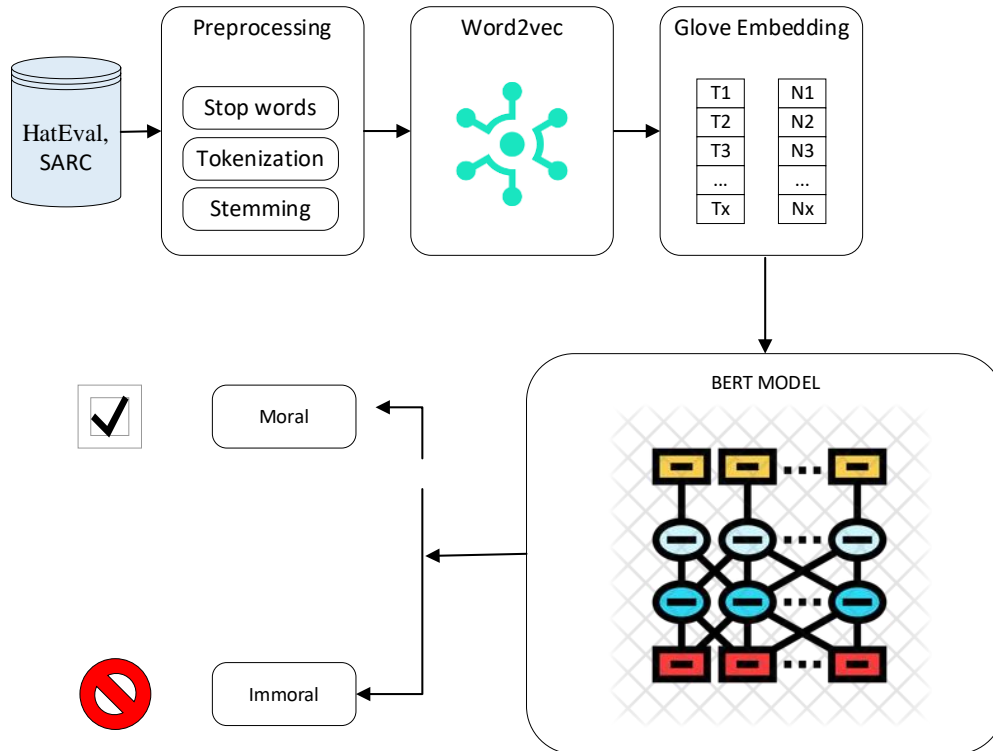 HatEval,
SARC
Preprocessing
Stop words
Tokenization
Stemming
Word2vec
Glove Embedding
T1 N1
T2 N2
T3 N3
... ...
Tx Nx
BERT MODEL
Moral
Immoral